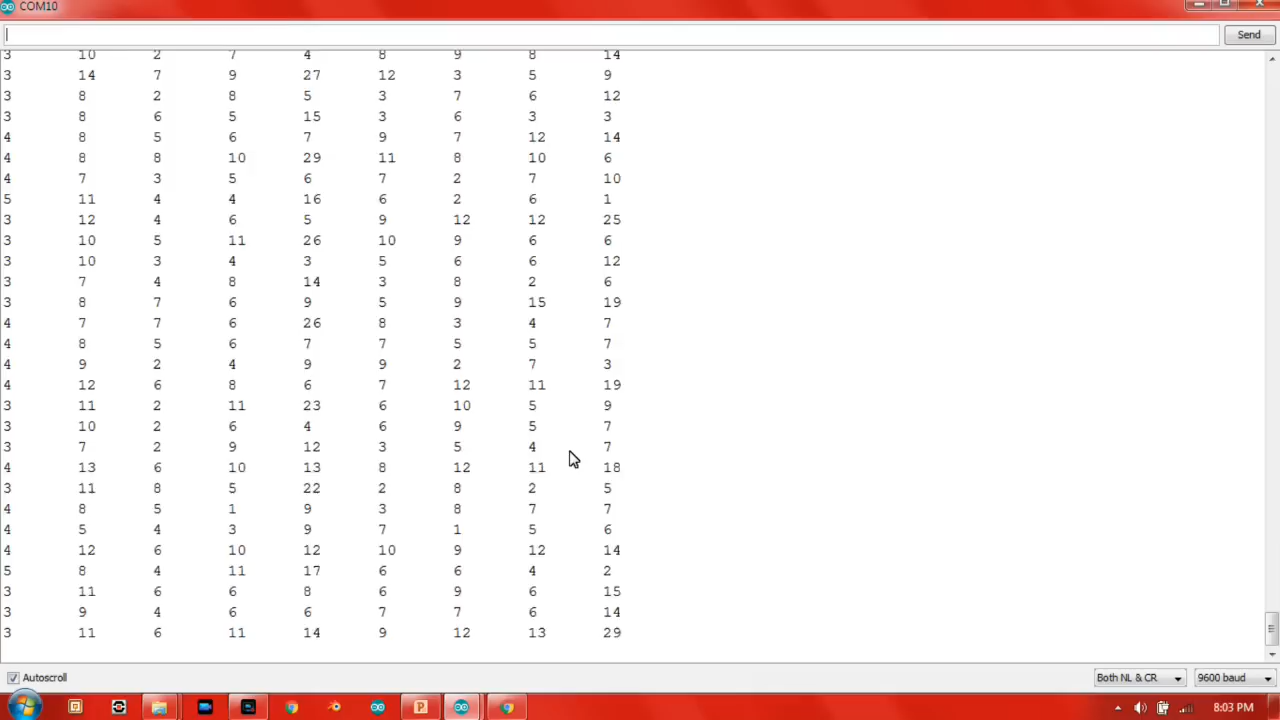 COM10
Send
3 10 2 7 4 8 9 8 14
3 14 7 9 27 12 3 5 9
3 8 2 8 5 3 7 6 12
3 8 6 5 15 3 6 3 3
4 8 5 6 7 9 7 12 14
4 8 8 10 29 11 8 10 6
4 7 3 5 6 7 2 7 10
5 11 4 4 16 6 2 6 1
3 12 4 6 5 9 12 12 25
3 10 5 11 26 10 9 6 6
3 10 3 4 3 5 6 6 12
3 7 4 8 14 3 8 2 6
3 8 7 6 9 5 9 15 19
4 7 7 6 26 8 3 4 7
4 8 5 6 7 7 5 5 7
4 9 2 4 9 9 2 7 3
4 12 6 8 6 7 12 11 19
3 11 2 11 23 6 10 5 9
3 10 2 6 4 6 9 5 7
3 7 2 9 12 3 5 4 7
4 13 6 10 13 8 12 11 18
3 11 8 5 22 2 8 2 5
4 8 5 1 9 3 8 7 7
4 5 4 3 9 7 1 5 6
4 12 6 10 12 10 9 12 14
5 8 4 11 17 6 6 4 2
3 11 6 6 8 6 9 6 15
3 9 4 6 6 7 7 6 14
3 11 6 11 14 9 12 13 29
Autoscroll Both NL & CR 9600 baud
8:03 PM